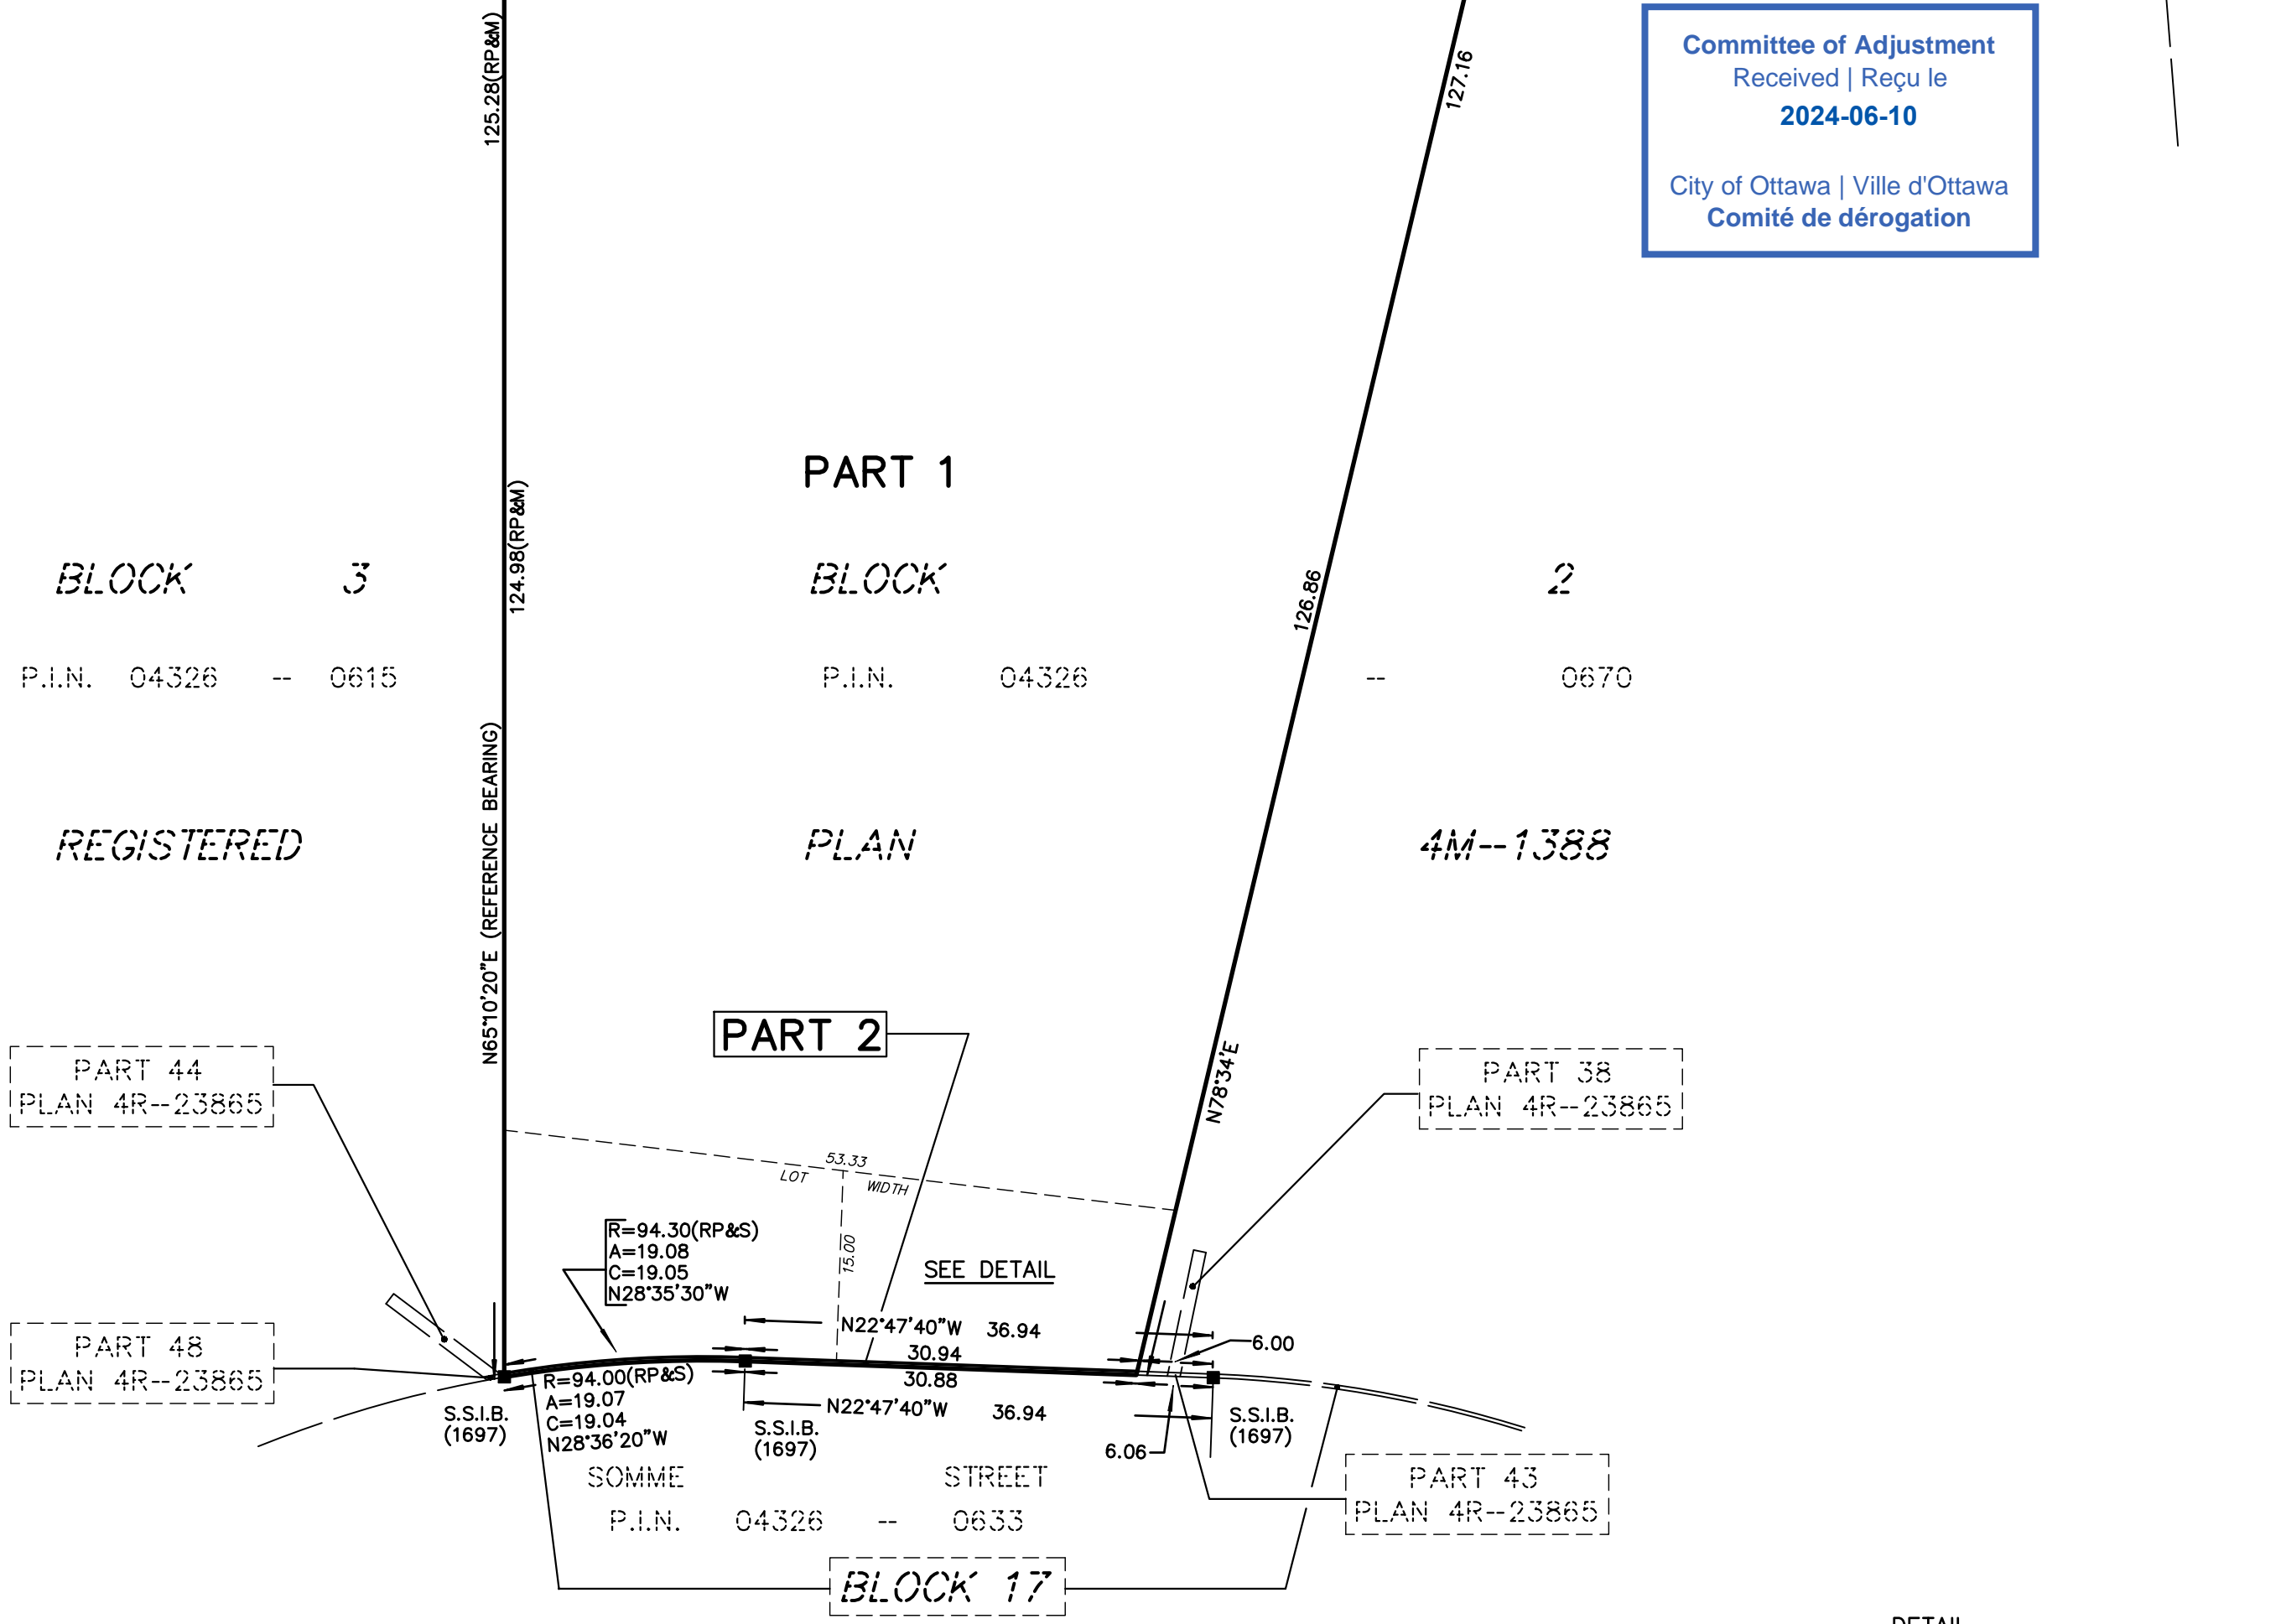 125.28(RP&M)
127.16
Committee of Adjustment
Received | Reçu le
2024-06-10
City of Ottawa | Ville d'Ottawa
Comité de dérogation
PART 1
124.98(RP&M)
126.86
BLOCK 3
BLOCK 2
P.I.N. 04326 -- 0615
P.I.N. 04326 -- 0670
N65°10'20"E (REFERENCE BEARING)
REGISTERED PLAN 4M--1388
PART 2
N78°34'E
PART 44
PLAN 4R--23865
PART 38
PLAN 4R--23865
53.33
LOT WIDTH
15.00
R=94.30(RP&S)
A=19.08
C=19.05
N28°35'30"W
SEE DETAIL
N22°47'40"W 36.94
30.94
6.00
PART 48
PLAN 4R--23865
R=94.00(RP&S)
A=19.07
C=19.04
N28°36'20"W
30.88
N22°47'40"W 36.94
S.S.I.B.
(1697)
S.S.I.B.
(1697)
6.06
S.S.I.B.
(1697)
SOMME STREET
P.I.N. 04326 -- 0633
PART 43
PLAN 4R--23865
BLOCK 17
DETAIL